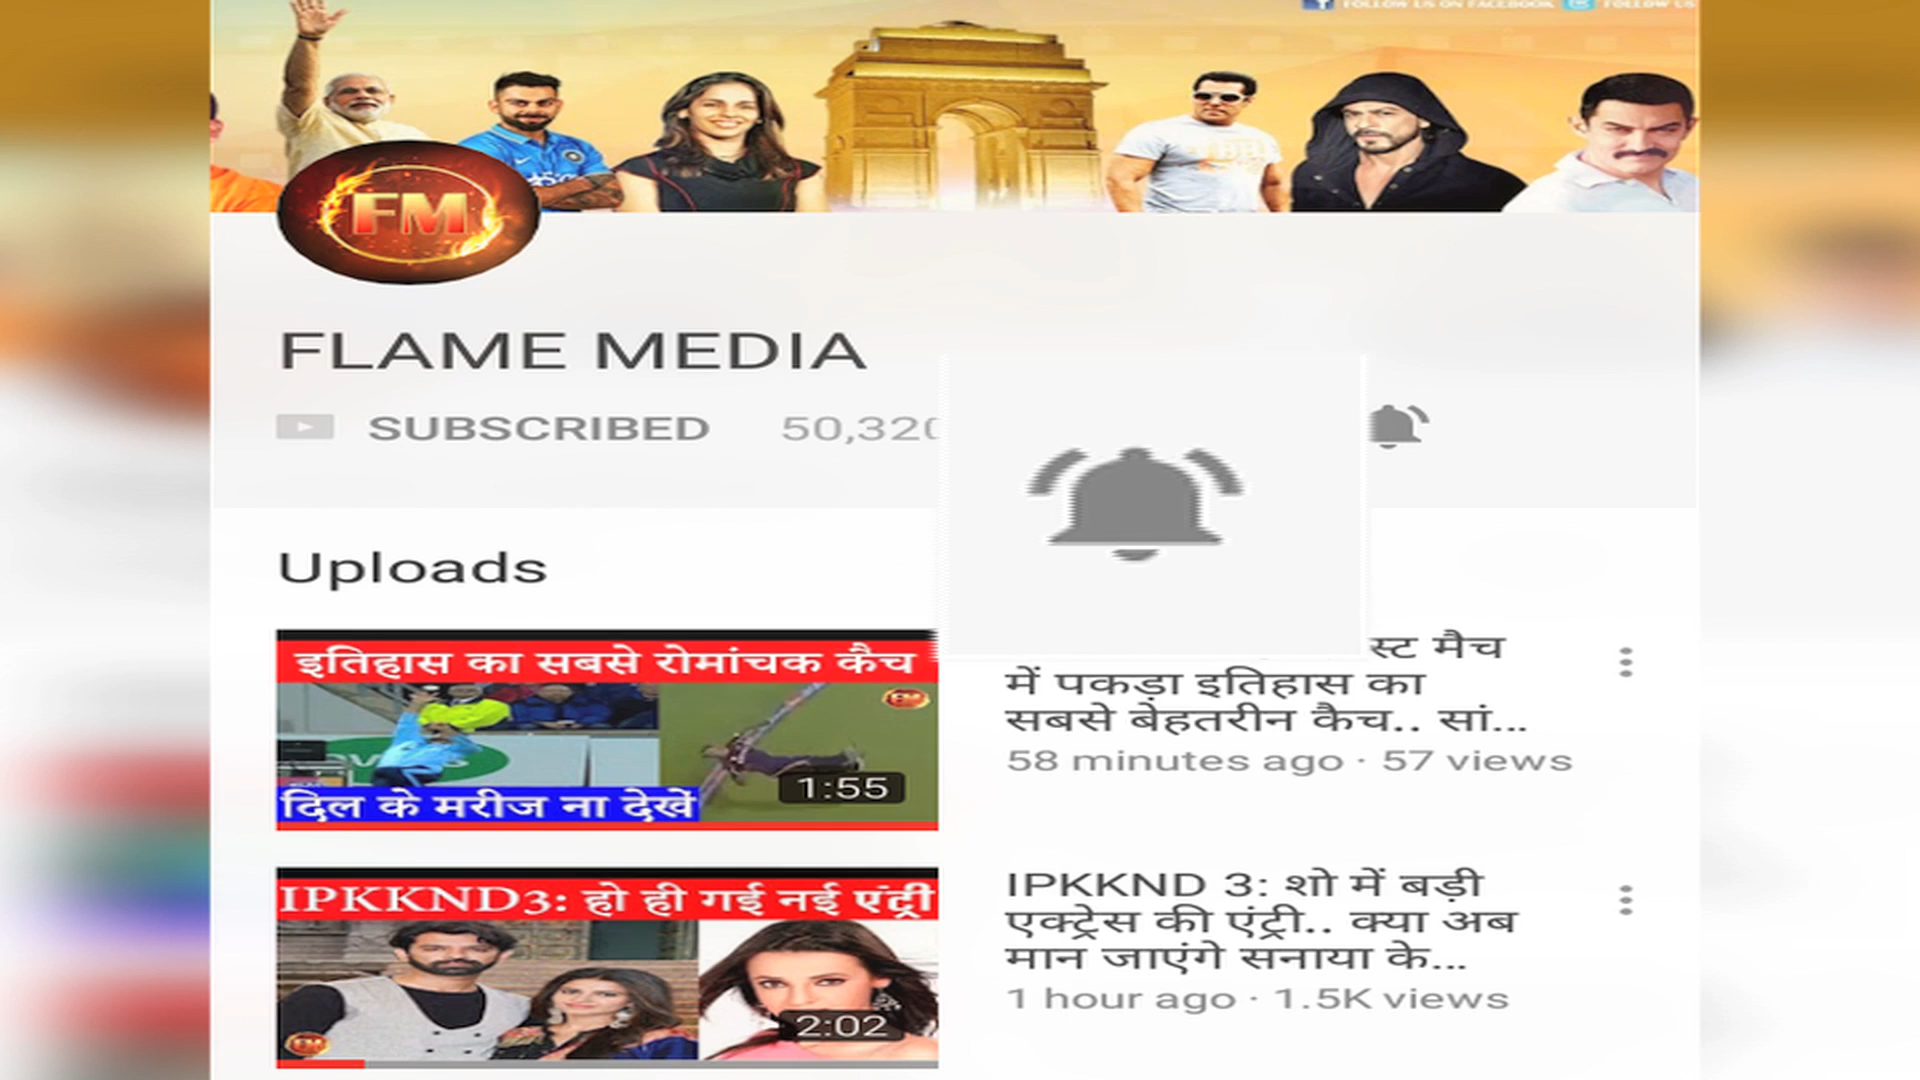 FOLLOW US ON FACEBOOK
FOLLOW US
FM
FLAME MEDIA
SUBSCRIBED 50,320
Uploads
इतिहास का सबसे रोमांचक कैच
दिल के मरीज ना देखें
1:55
स्ट मैच
में पकड़ा इतिहास का
सबसे बेहतरीन कैच.. सां...
58 minutes ago · 57 views
IPKKND3: हो ही गई नई एंट्री
2:02
IPKKND 3: शो में बड़ी
एक्ट्रेस की एंट्री.. क्या अब
मान जाएंगे सनाया के...
1 hour ago · 1.5K views